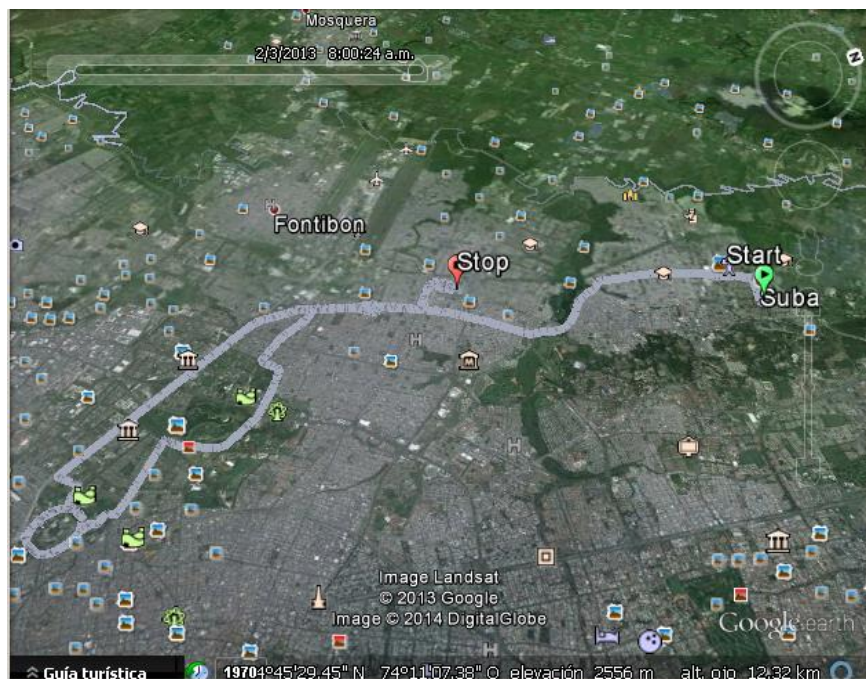 Mosquera
2/3/2013 8:00:24 a.m.
N
Fontibon
Stop
Start
Suba
H
M
H
H
Image Landsat
© 2013 Google
Image © 2014 DigitalGlobe
Google earth
Guía turística
1970
4°45'29.45" N 74°11'07.38" O elevación 2556 m alt. ojo 12.32 km